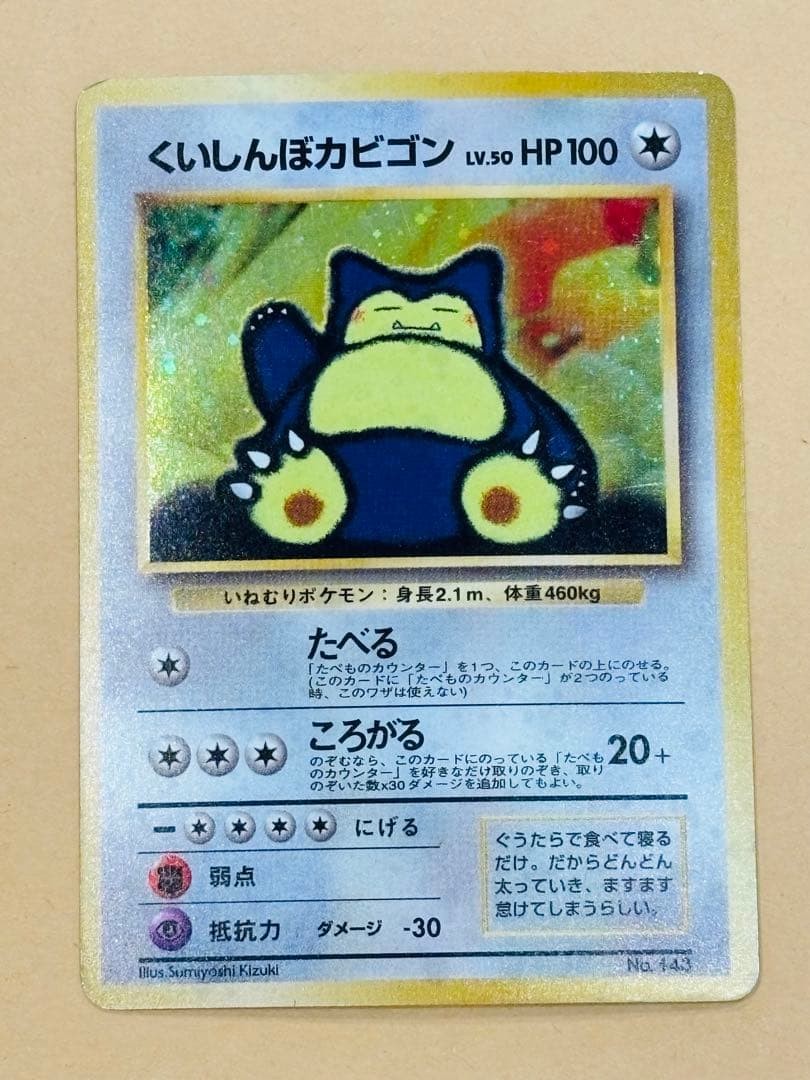 くいしんぼカビゴン LV.50 HP100
いねむりポケモン：身長2.1m、体重460kg
たべる
「たべものカウンター」を1つ、このカードの上にのせる。
(このカードに「たべものカウンター」が2つのっている
時、このワザは使えない)
ころがる
のぞむなら、このカードにのっている「たべも
のカウンター」を好きなだけ取りのぞき、取り
のぞいた数x30ダメージを追加してもよい。
20+
− にげる
弱点
抵抗力 ダメージ -30
ぐうたらで食べて寝る
だけ。だからどんどん
太っていき、ますます
怠けてしまうらしい。
Illus. Sumiyoshi Kizuki
No. 143